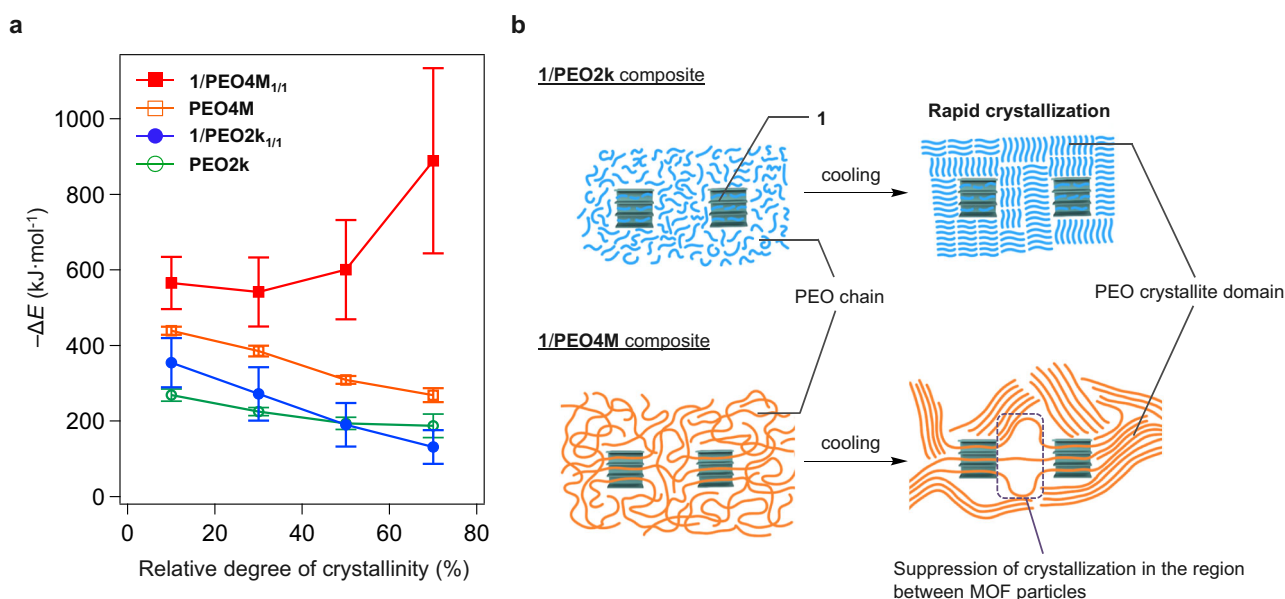 a
1000
800
600
400
200
0
–ΔE (kJ·mol-1)
1/PEO4M1/1
PEO4M
1/PEO2k1/1
PEO2k
0 20 40 60 80
Relative degree of crystallinity (%)
b
1/PEO2k composite
1
Rapid crystallization
cooling
PEO chain
PEO crystallite domain
1/PEO4M composite
cooling
Suppression of crystallization in the region
between MOF particles